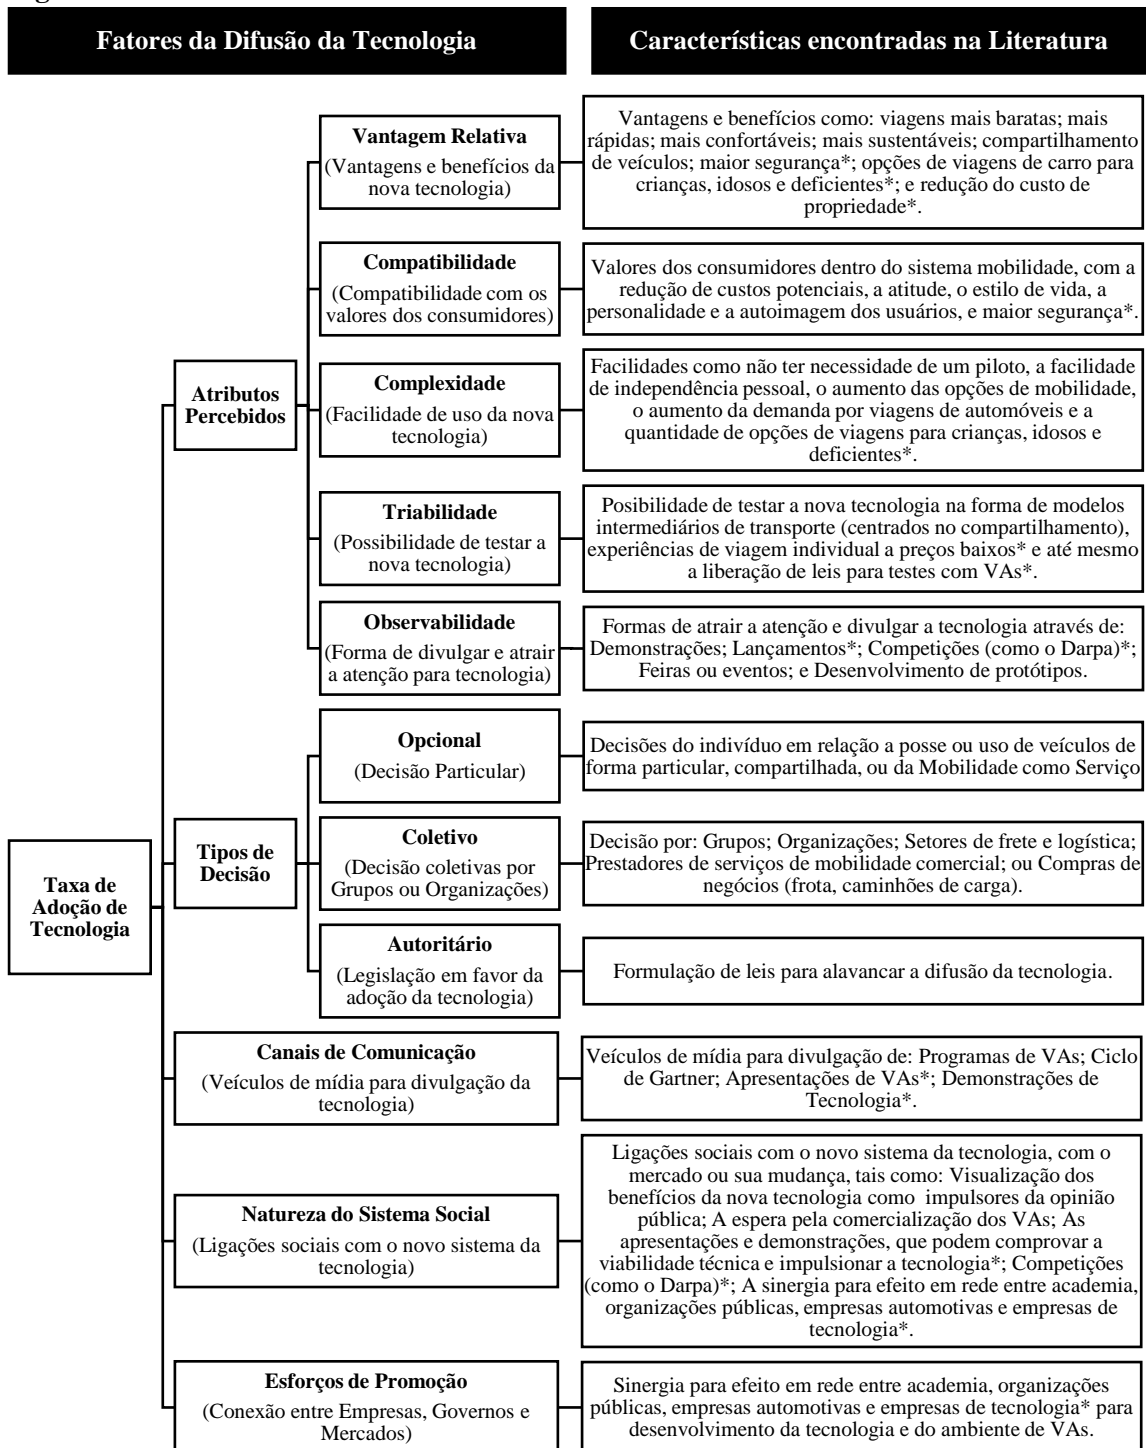 Fatores da Difusão da Tecnologia
Características encontradas na Literatura
Taxa de
Adoção de
Tecnologia
Atributos
Percebidos
Vantagem Relativa
(Vantagens e benefícios da
nova tecnologia)
Vantagens e benefícios como: viagens mais baratas; mais
rápidas; mais confortáveis; mais sustentáveis; compartilhamento
de veículos; maior segurança*; opções de viagens de carro para
crianças, idosos e deficientes*; e redução do custo de
propriedade*.
Compatibilidade
(Compatibilidade com os
valores dos consumidores)
Valores dos consumidores dentro do sistema mobilidade, com a
redução de custos potenciais, a atitude, o estilo de vida, a
personalidade e a autoimagem dos usuários, e maior segurança*.
Complexidade
(Facilidade de uso da nova
tecnologia)
Facilidades como não ter necessidade de um piloto, a facilidade
de independência pessoal, o aumento das opções de mobilidade,
o aumento da demanda por viagens de automóveis e a
quantidade de opções de viagens para crianças, idosos e
deficientes*.
Triabilidade
(Possibilidade de testar a
nova tecnologia)
Posibilidade de testar a nova tecnologia na forma de modelos
intermediários de transporte (centrados no compartilhamento),
experiências de viagem individual a preços baixos* e até mesmo
a liberação de leis para testes com VAs*.
Observabilidade
(Forma de divulgar e atrair
a atenção para tecnologia)
Formas de atrair a atenção e divulgar a tecnologia através de:
Demonstrações; Lançamentos*; Competições (como o Darpa)*;
Feiras ou eventos; e Desenvolvimento de protótipos.
Tipos de
Decisão
Opcional
(Decisão Particular)
Decisões do indivíduo em relação a posse ou uso de veículos de
forma particular, compartilhada, ou da Mobilidade como Serviço
Coletivo
(Decisão coletivas por
Grupos ou Organizações)
Decisão por: Grupos; Organizações; Setores de frete e logística;
Prestadores de serviços de mobilidade comercial; ou Compras de
negócios (frota, caminhões de carga).
Autoritário
(Legislação em favor da
adoção da tecnologia)
Formulação de leis para alavancar a difusão da tecnologia.
Canais de Comunicação
(Veículos de mídia para divulgação da
tecnologia)
Veículos de mídia para divulgação de: Programas de VAs; Ciclo
de Gartner; Apresentações de VAs*; Demonstrações de
Tecnologia*.
Natureza do Sistema Social
(Ligações sociais com o novo sistema da
tecnologia)
Ligações sociais com o novo sistema da tecnologia, com o
mercado ou sua mudança, tais como: Visualização dos
benefícios da nova tecnologia como impulsores da opinião
pública; A espera pela comercialização dos VAs; As
apresentações e demonstrações, que podem comprovar a
viabilidade técnica e impulsionar a tecnologia*; Competições
(como o Darpa)*; A sinergia para efeito em rede entre academia,
organizações públicas, empresas automotivas e empresas de
tecnologia*.
Esforços de Promoção
(Conexão entre Empresas, Governos e
Mercados)
Sinergia para efeito em rede entre academia, organizações
públicas, empresas automotivas e empresas de tecnologia* para
desenvolvimento da tecnologia e do ambiente de VAs.